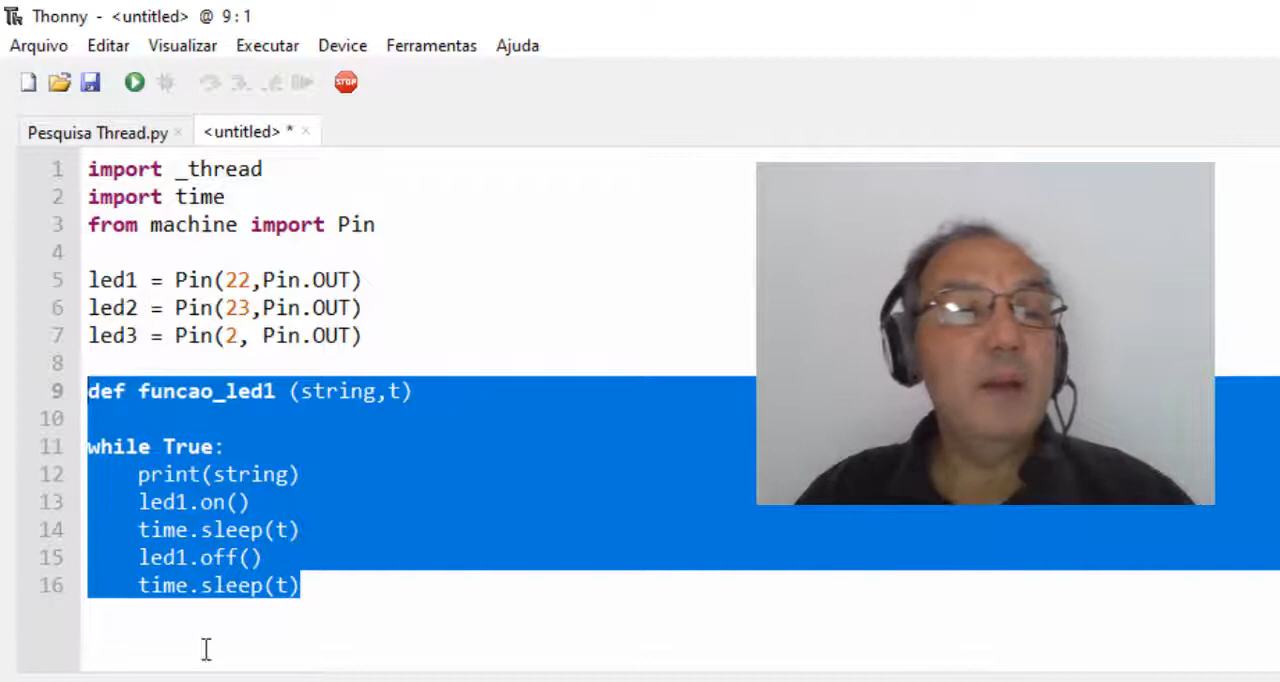 Thonny - <untitled> @ 9:1
Arquivo Editar Visualizar Executar Device Ferramentas Ajuda
STOP
Pesquisa Thread.py × <untitled> * ×
1 import _thread
2 import time
3 from machine import Pin
4
5 led1 = Pin(22,Pin.OUT)
6 led2 = Pin(23,Pin.OUT)
7 led3 = Pin(2, Pin.OUT)
8
9 def funcao_led1 (string,t)
10
11 while True:
12 print(string)
13 led1.on()
14 time.sleep(t)
15 led1.off()
16 time.sleep(t)